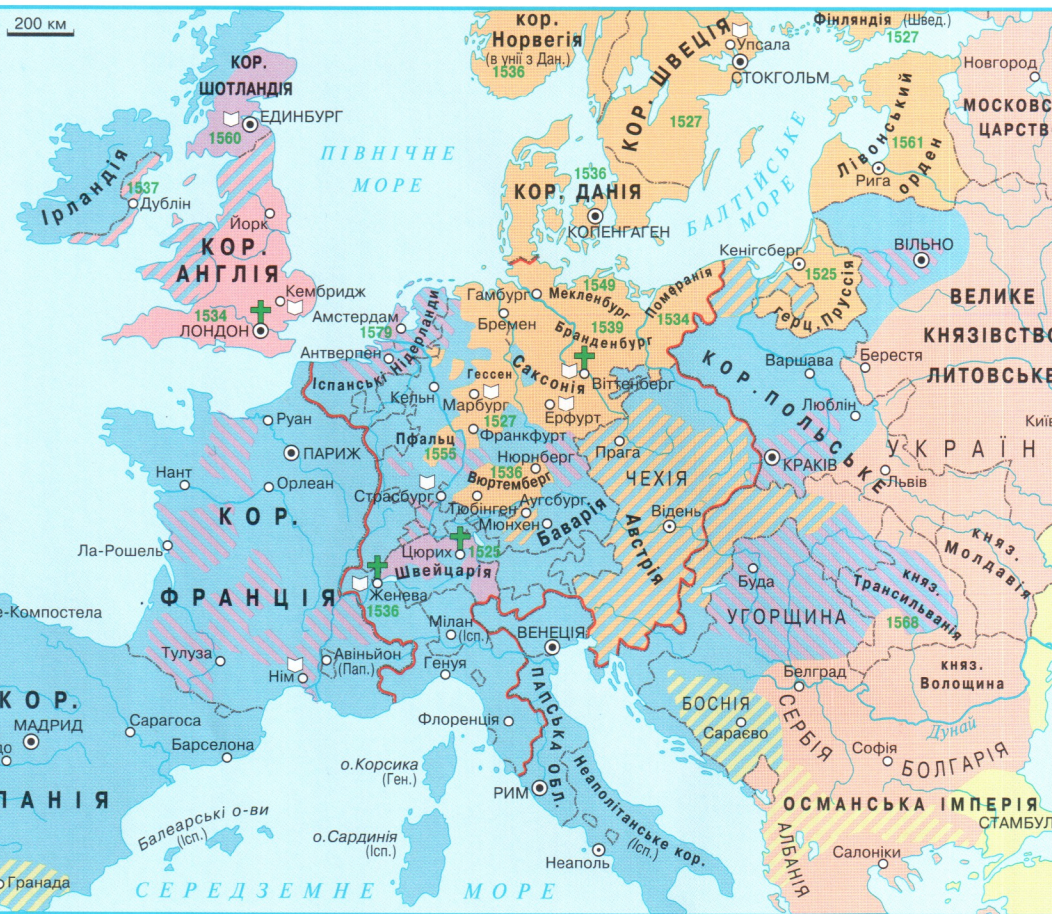 200 км
КОР.
ШОТЛАНДІЯ
ЕДИНБУРГ
1560
Ірландія
1537
Дублін
Йорк
КОР.
АНГЛІЯ
Кембридж
1534
ЛОНДОН
ПІВНІЧНЕ
МОРЕ
кор.
Норвегія
(в унії з Дан.)
1536
КОР. ШВЕЦІЯ
Упсала
СТОКГОЛЬМ
1527
Фінляндія (Швед.)
1527
Новгород
МОСКОВС
ЦАРСТВ
Лівонський
орден
1561
Рига
БАЛТІЙСЬКЕ
МОРЕ
1536
КОР. ДАНІЯ
КОПЕНГАГЕН
Кенігсберг
1525
герц. Пруссія
ВІЛЬНО
ВЕЛИКЕ
КНЯЗІВСТВО
ЛИТОВСЬКЕ
Берестя
Варшава
Люблін
КОР. ПОЛЬСЬКЕ
КРАКІВ
Львів
УКРАЇН
Київ
Амстердам
1579
Антверпен
Іспанські Нідерланди
Гамбург
1549
Мекленбург
Померанія
1534
Бремен
1539
Бранденбург
Саксонія
Віттенберг
Гессен
Кельн
Марбург
1527
Ерфурт
Франкфурт
Пфальц
1555
Нюрнберг
1536
Вюртемберг
Страсбург
Тюбінген
Аугсбург
Мюнхен
Баварія
Прага
ЧЕХІЯ
Відень
Австрія
Руан
ПАРИЖ
Нант
Орлеан
КОР.
ФРАНЦІЯ
Ла-Рошель
Тулуза
Нім
Авіньйон
(Пап.)
Цюрих
1525
Швейцарія
Женева
1536
Мілан
(Ісп.)
ВЕНЕЦІЯ
Генуя
Флоренція
ПАПСЬКА ОБЛ.
РИМ
Неаполітанське кор.
(Ісп.)
Неаполь
Буда
УГОРЩИНА
княз.
Трансильванія
1568
княз.
Молдавія
княз.
Волощина
Белград
БОСНІЯ
Сараєво
СЕРБІЯ
Дунай
Софія
БОЛГАРІЯ
ОСМАНСЬКА ІМПЕРІЯ
СТАМБУЛ
АЛБАНІЯ
Салоніки
е-Компостела
КОР.
МАДРИД
до
ПАНІЯ
Сарагоса
Барселона
Гранада
Балеарські о-ви
(Ісп.)
о.Корсика
(Ген.)
о.Сардинія
(Ісп.)
СЕРЕДЗЕМНЕ МОРЕ